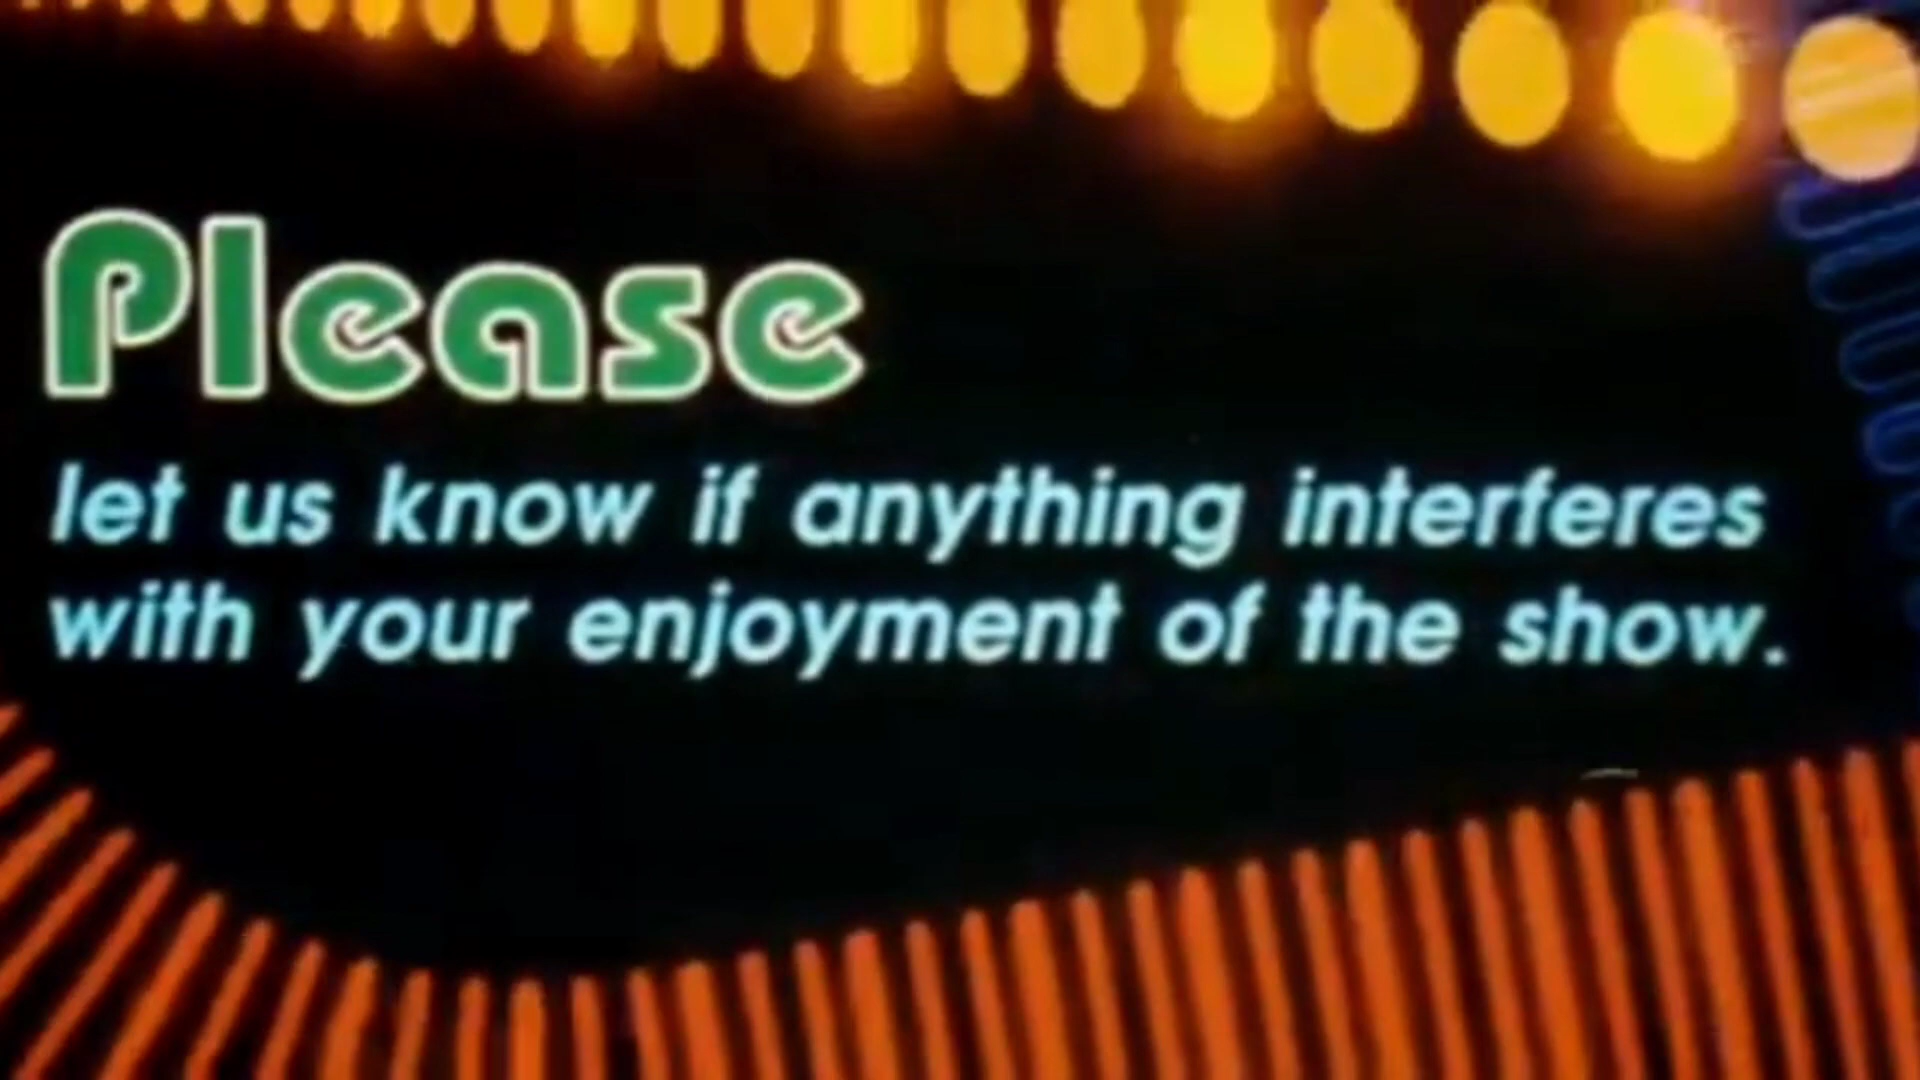 Please
let us know if anything interferes
with your enjoyment of the show.